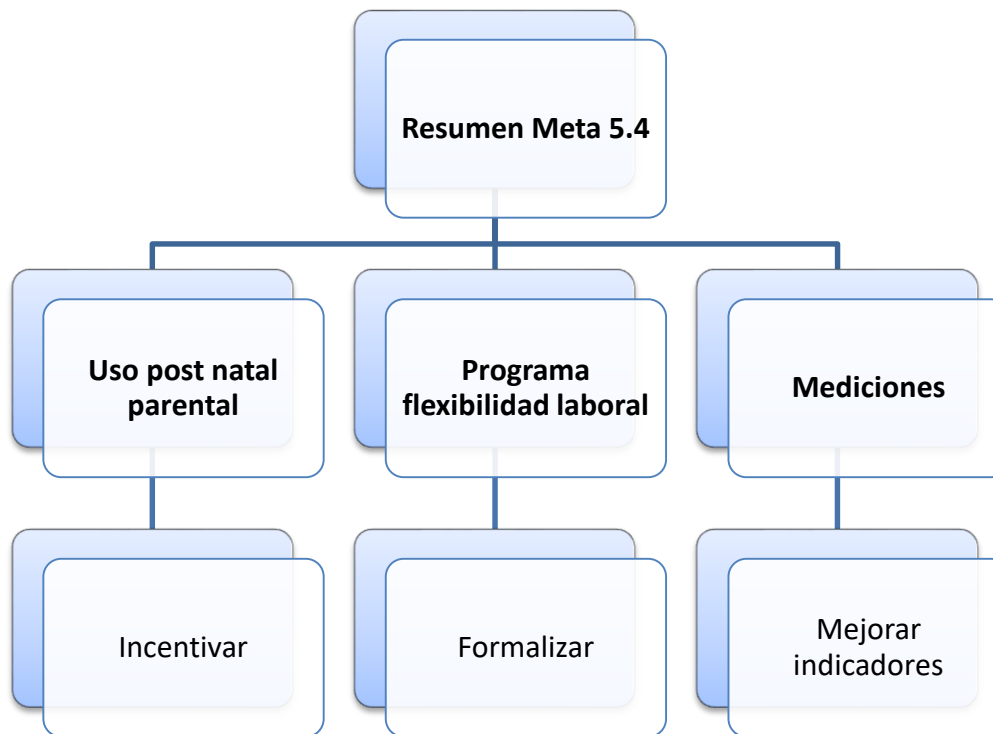 Resumen Meta 5.4
Uso post natal
parental
Programa
flexibilidad laboral
Mediciones
Incentivar
Formalizar
Mejorar
indicadores